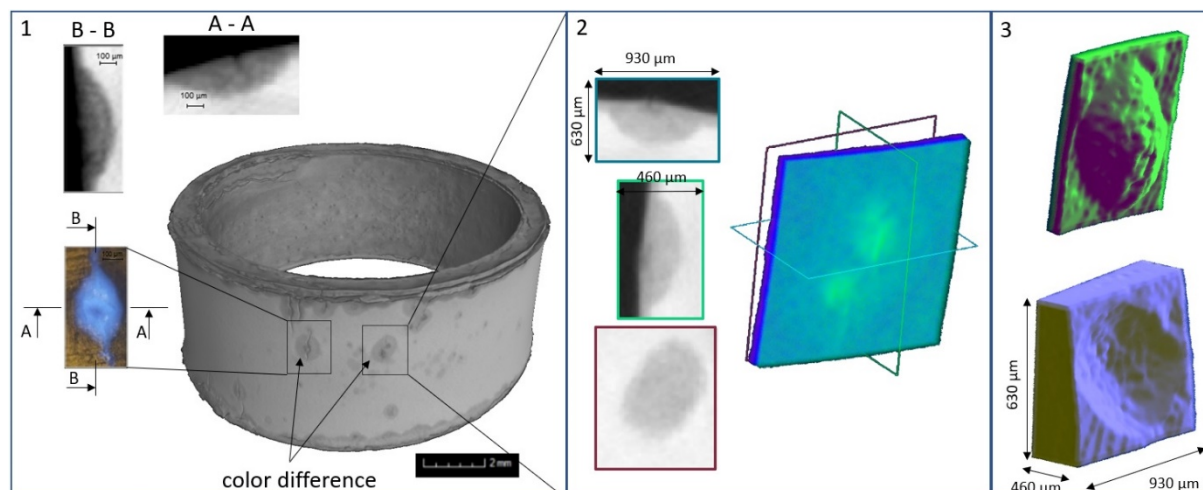 1
B - B
A - A
100 µm
100 µm
B
A
A
B
color difference
2 mm
2
930 µm
630 µm
460 µm
3
630 µm
460 µm
930 µm